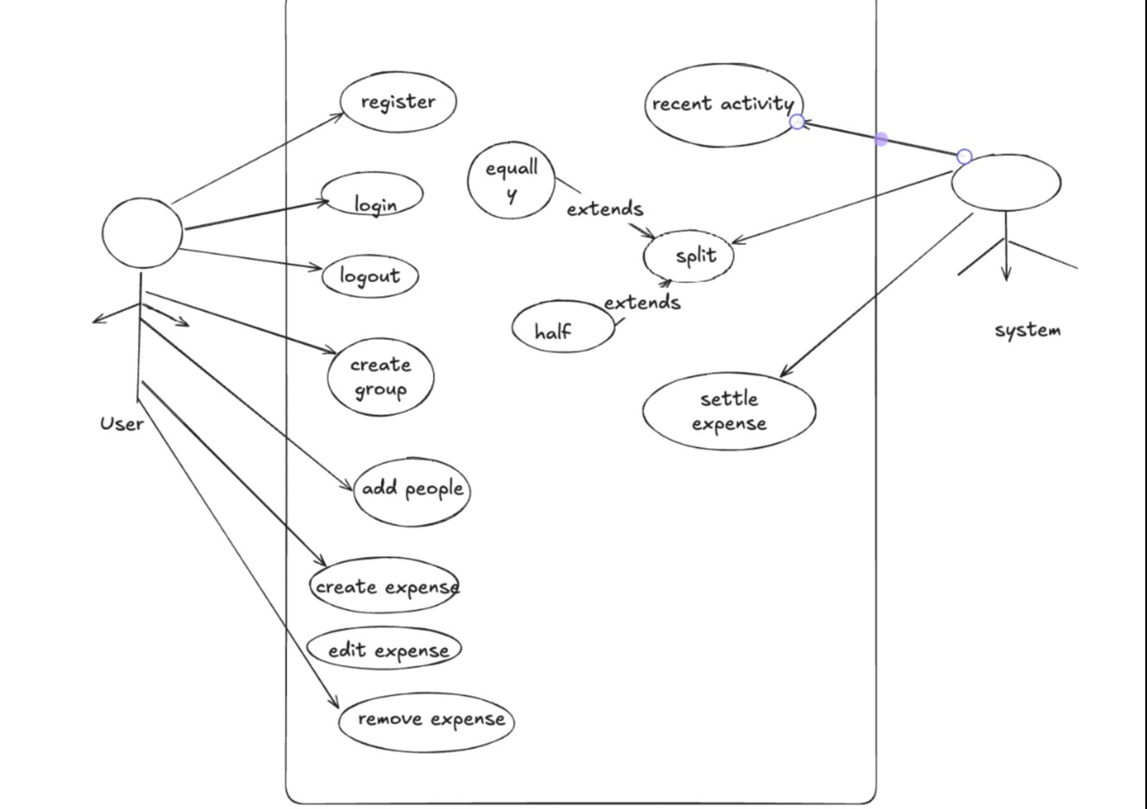 register
recent activity
equall
y
login
extends
split
logout
extends
half
system
create
group
settle
expense
User
add people
create expense
edit expense
remove expense